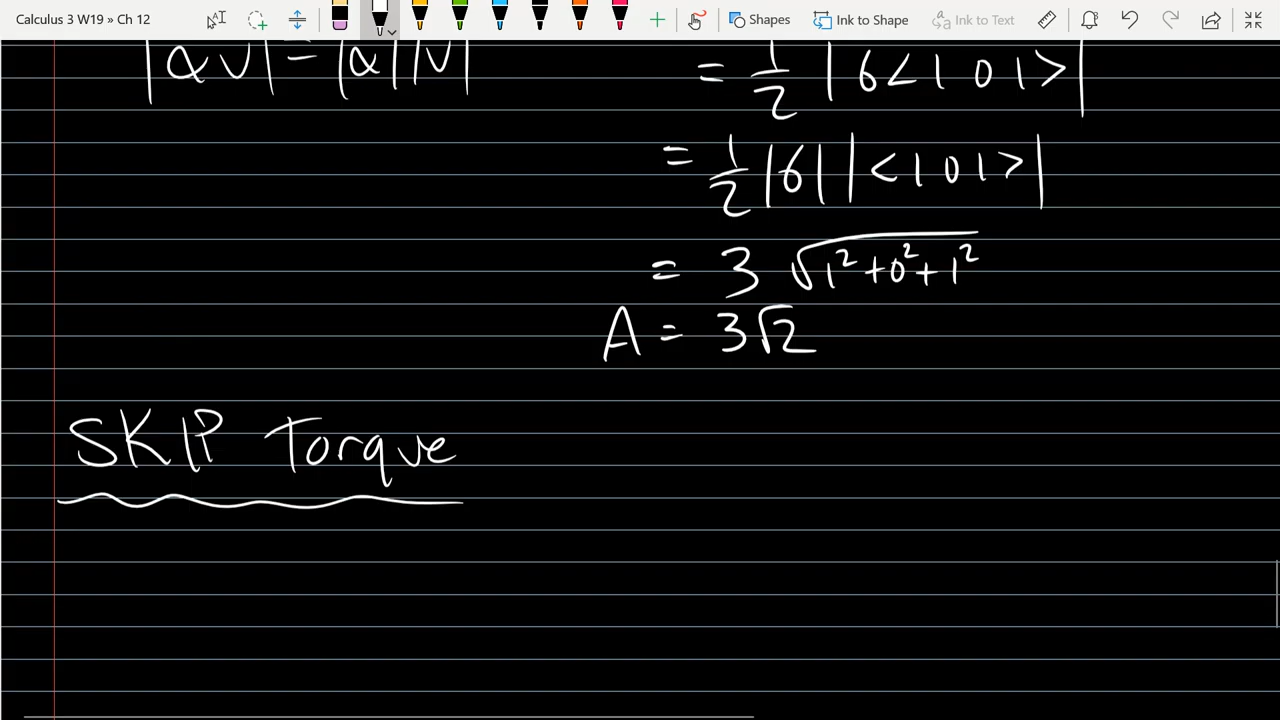 Calculus 3 W19 » Ch 12
Shapes
Ink to Shape
Ink to Text
|αv| = |α||v|
= 1/2 |6<1 0 1>|
= 1/2 |6| |<1 0 1>|
= 3 √(1² + 0² + 1²)
A = 3√2
SKIP Torque